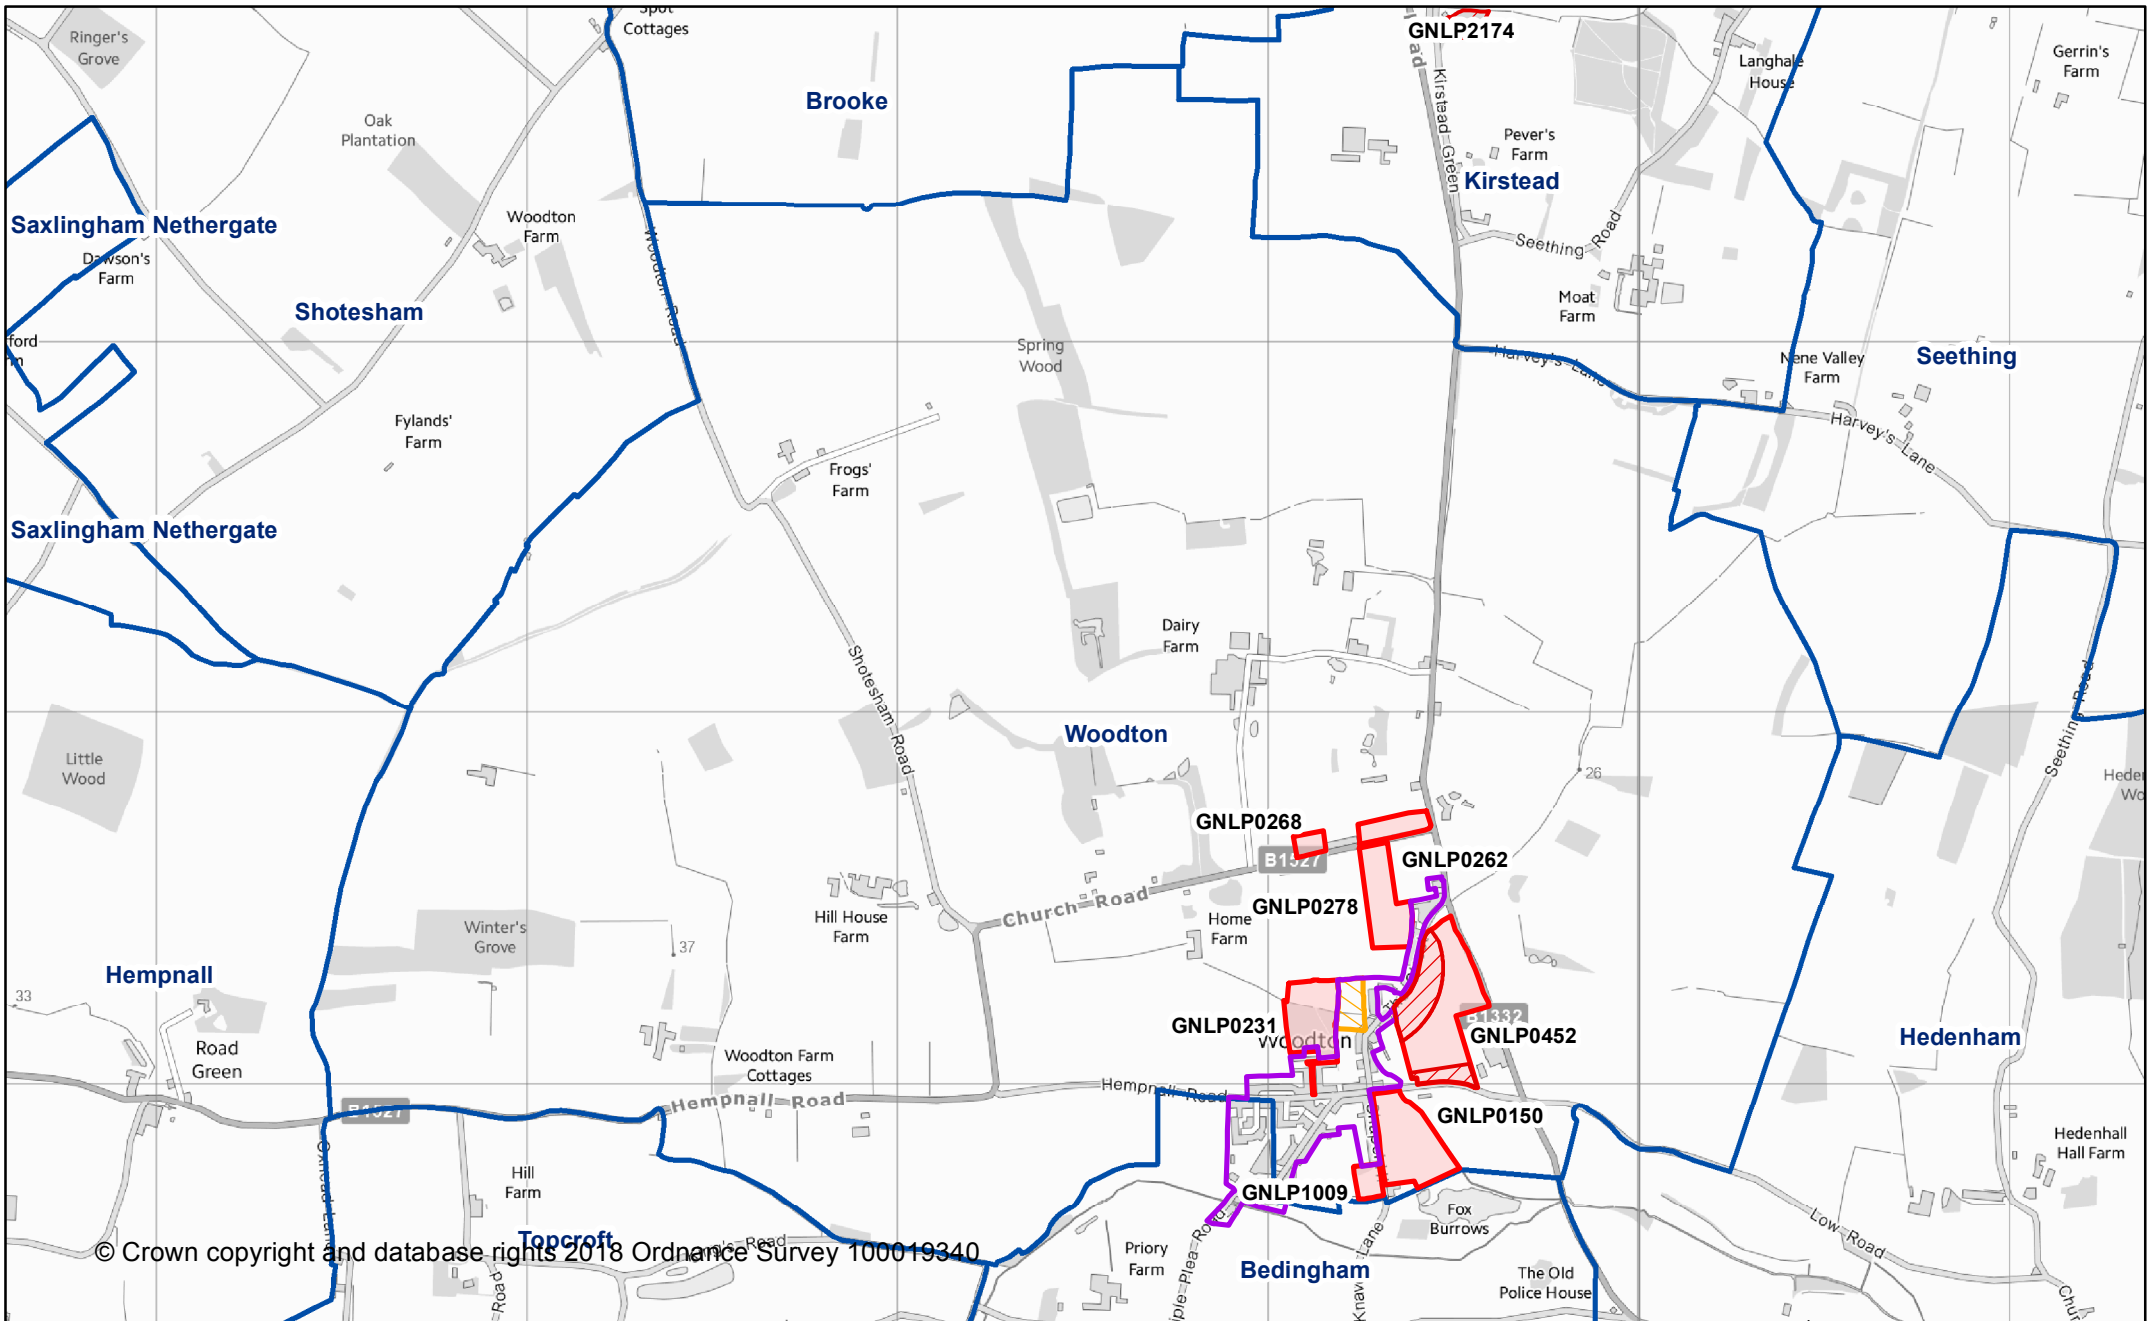 Spot
Cottages
GNLP2174
Ringer's
Grove
Langhale
House
Gerrin's
Farm
Brooke
Oak
Plantation
Kirstead Green
Pever's
Farm
Kirstead
Saxlingham Nethergate
Woodton
Farm
Dawson's
Farm
Woodton Road
Seething Road
Shotesham
Moat
Farm
ford
Spring
Wood
Harvey's Lane
Nene Valley
Farm
Seething
Fylands'
Farm
Harvey's Lane
Frogs'
Farm
Saxlingham Nethergate
Dairy
Farm
Shotesham Road
Seething Road
Woodton
Little
Wood
26
GNLP0268
B1527
GNLP0262
Hill House
Farm
Church Road
GNLP0278
Home
Farm
Winter's
Grove
37
Hempnall
33
GNLP0231
Woodton
B1332
GNLP0452
Hedenham
Road
Green
Woodton Farm
Cottages
Hempnall Road
Hempnall Road
B1527
GNLP0150
Hedenhall
Hall Farm
Hill
Farm
GNLP1009
Fox
Burrows
Low Road
Topcroft
© Crown copyright and database rights 2018 Ordnance Survey 100019340
Priory
Farm
Bedingham
The Old
Police House
Road
Lane